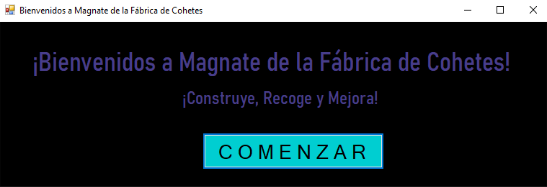 Bienvenidos a Magnate de la Fábrica de Cohetes
¡Bienvenidos a Magnate de la Fábrica de Cohetes!
¡Construye, Recoge y Mejora!
COMENZAR